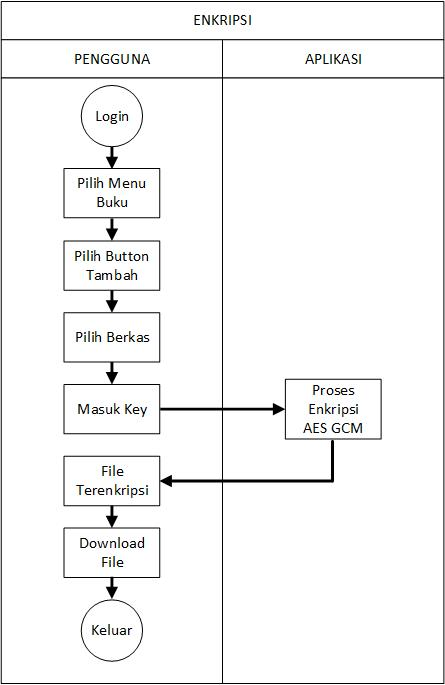 ENKRIPSI
PENGGUNA
APLIKASI
Login
Pilih Menu
Buku
Pilih Button
Tambah
Pilih Berkas
Masuk Key
Proses
Enkripsi
AES GCM
File
Terenkripsi
Download
File
Keluar